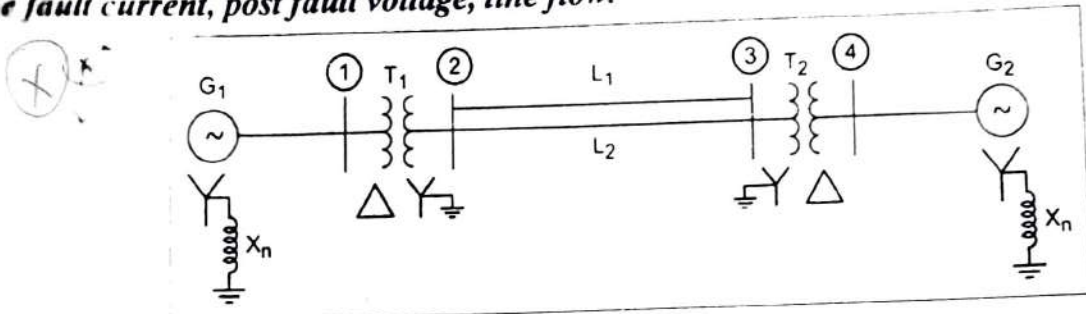 e fault current, post fault voltage, line flow.
G₁ ① T₁ ② L₁ ③ T₂ ④ G₂
L₂
Xₙ Xₙ